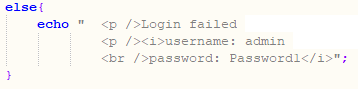 else{
echo "  <p />Login failed
<p /><i>username: admin
<br />password: Password1</i>";
}